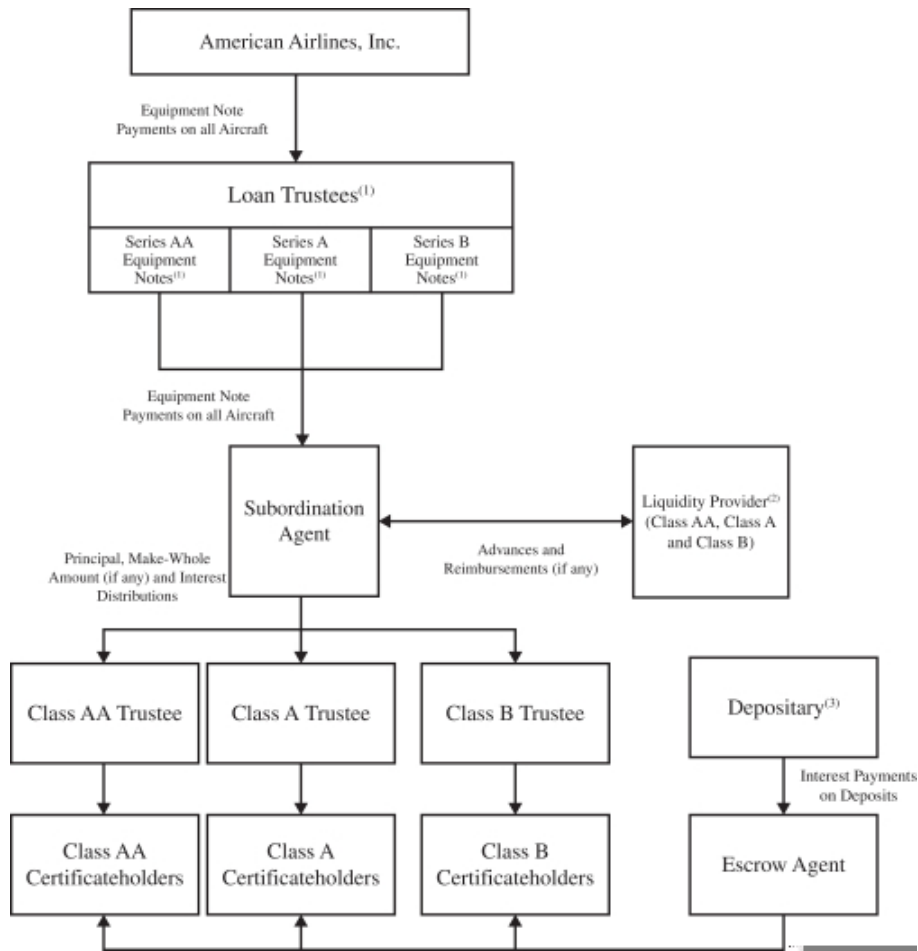 American Airlines, Inc.
Equipment Note
Payments on all Aircraft
Loan Trustees(1)
Series AA
Equipment
Notes(1)
Series A
Equipment
Notes(1)
Series B
Equipment
Notes(1)
Equipment Note
Payments on all Aircraft
Subordination
Agent
Liquidity Provider(2)
(Class AA, Class A
and Class B)
Advances and
Reimbursements (if any)
Principal, Make-Whole
Amount (if any) and Interest
Distributions
Class AA Trustee
Class A Trustee
Class B Trustee
Depositary(3)
Interest Payments
on Deposits
Class AA
Certificateholders
Class A
Certificateholders
Class B
Certificateholders
Escrow Agent